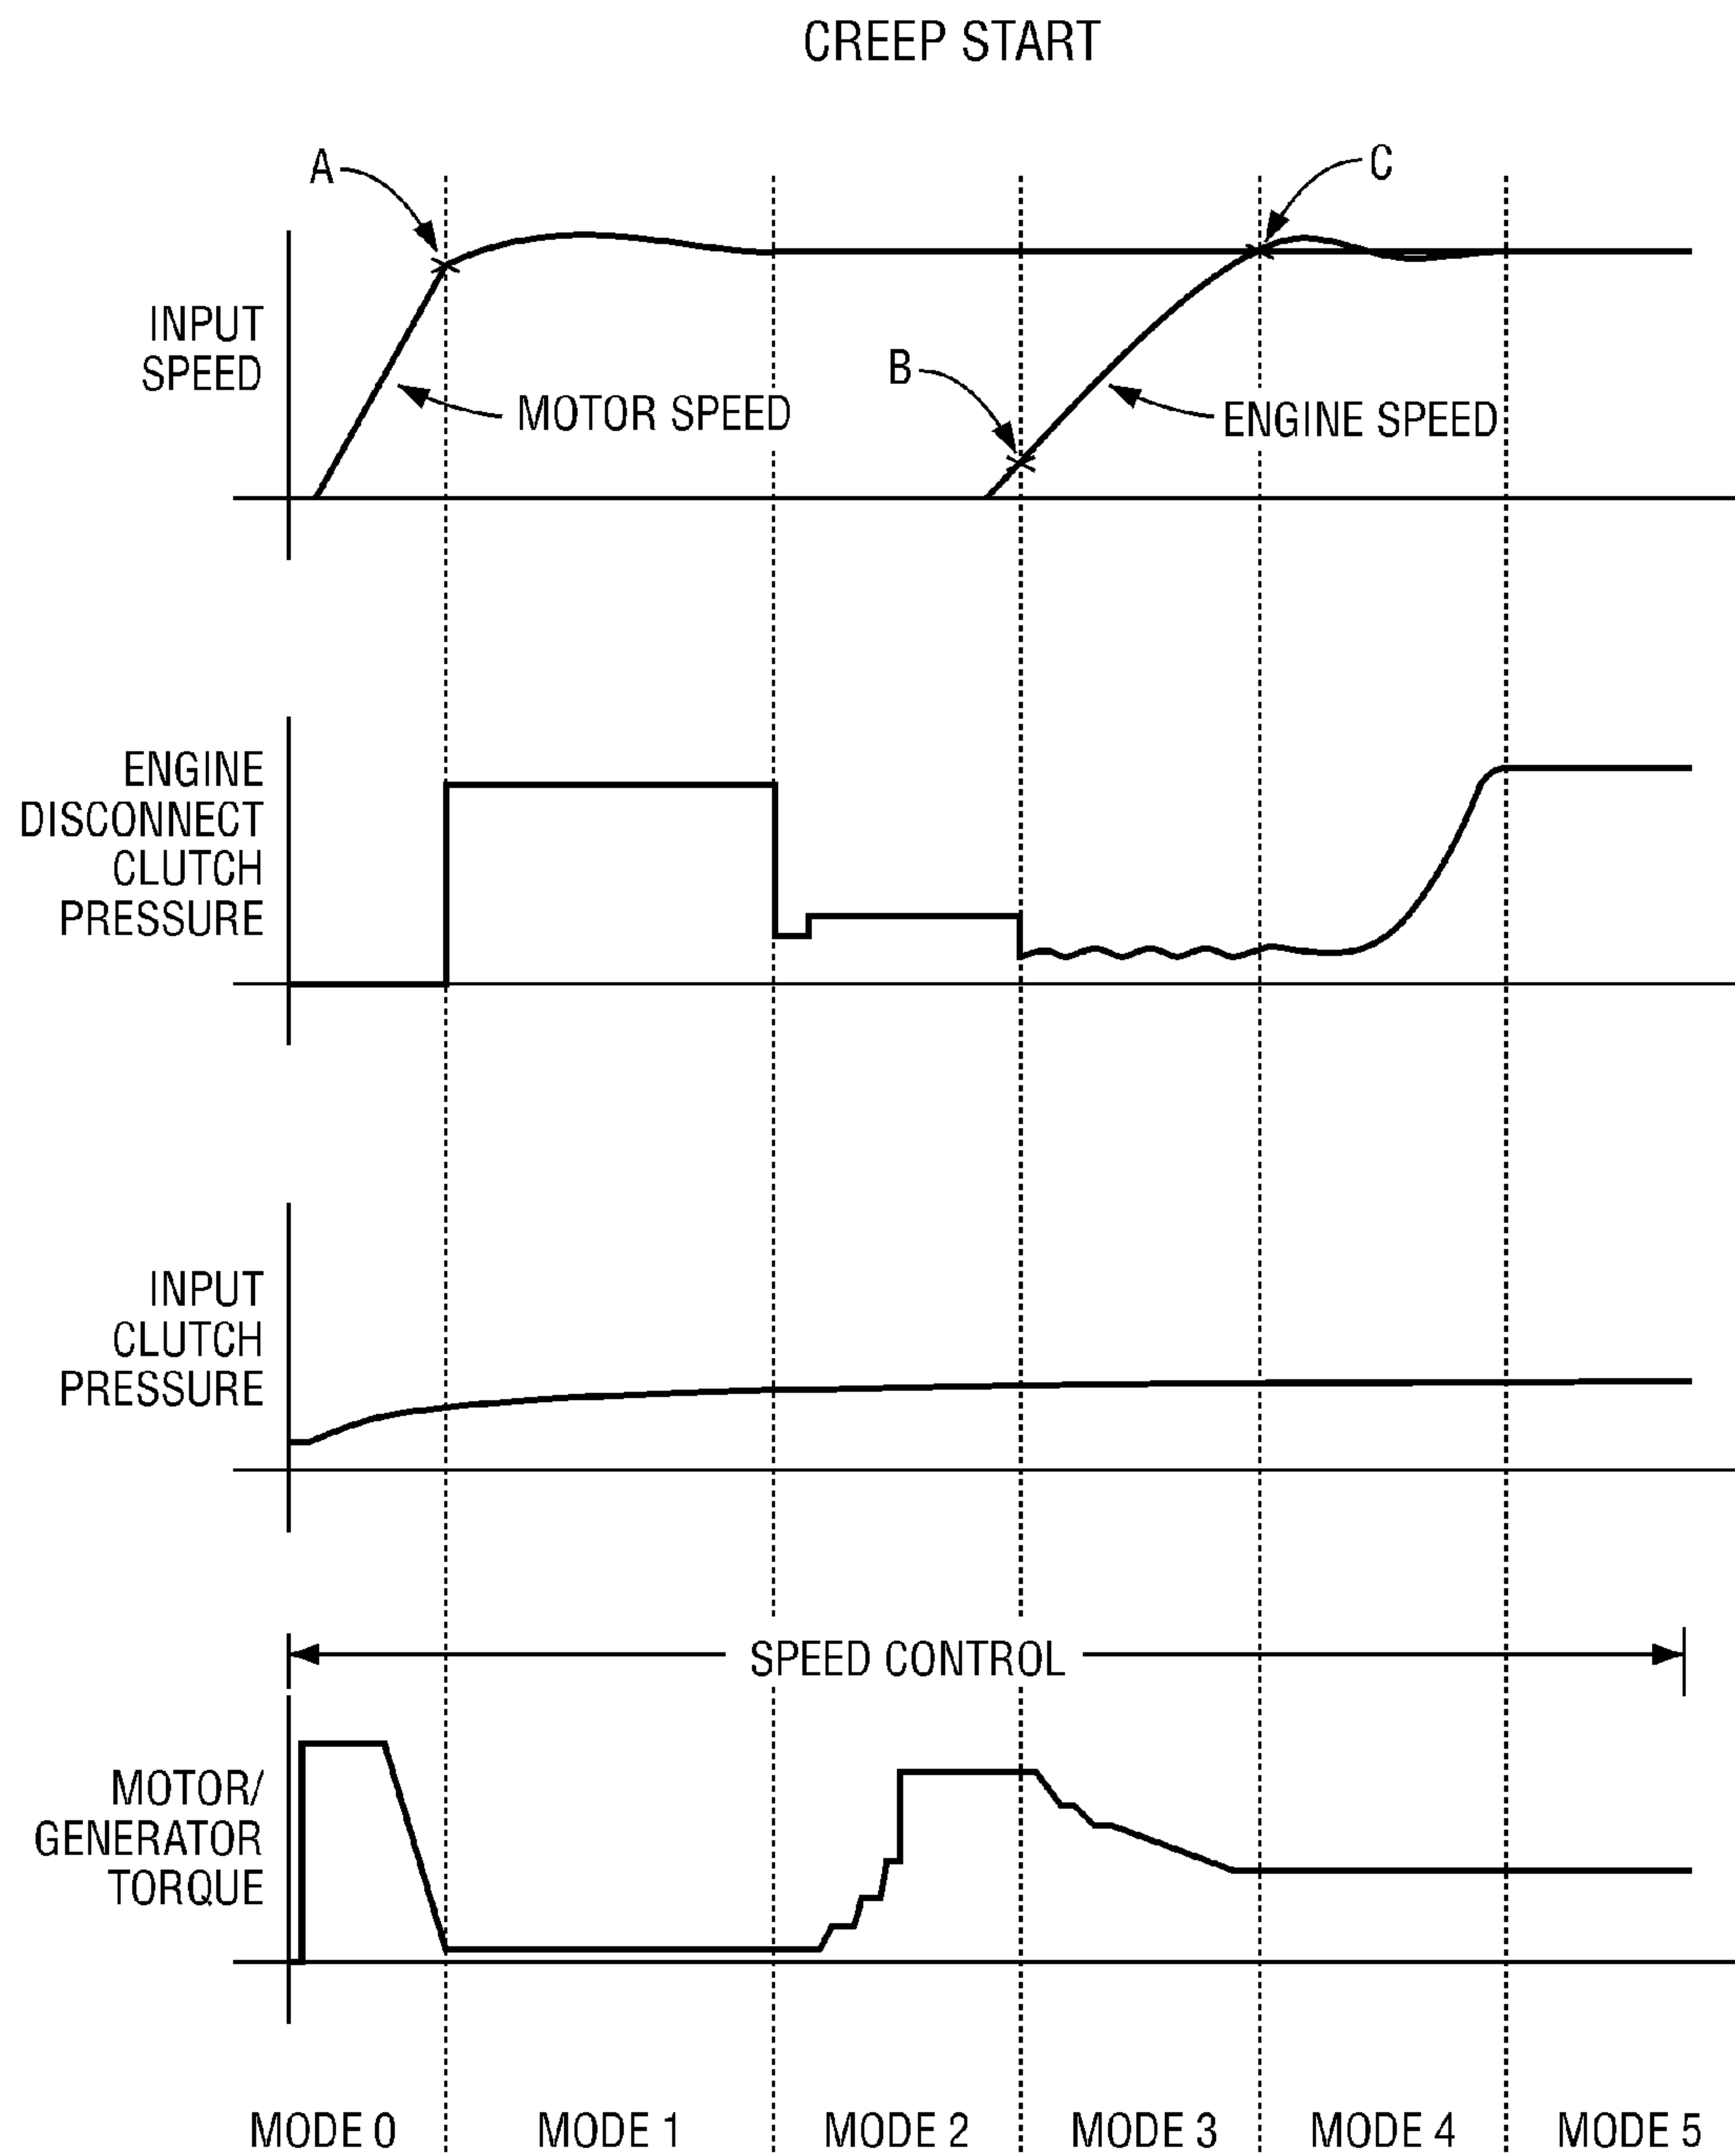 CREEP START
A
C
INPUT
SPEED
B
MOTOR SPEED
ENGINE SPEED
ENGINE
DISCONNECT
CLUTCH
PRESSURE
INPUT
CLUTCH
PRESSURE
SPEED CONTROL
MOTOR/
GENERATOR
TORQUE
MODE 0
MODE 1
MODE 2
MODE 3
MODE 4
MODE 5